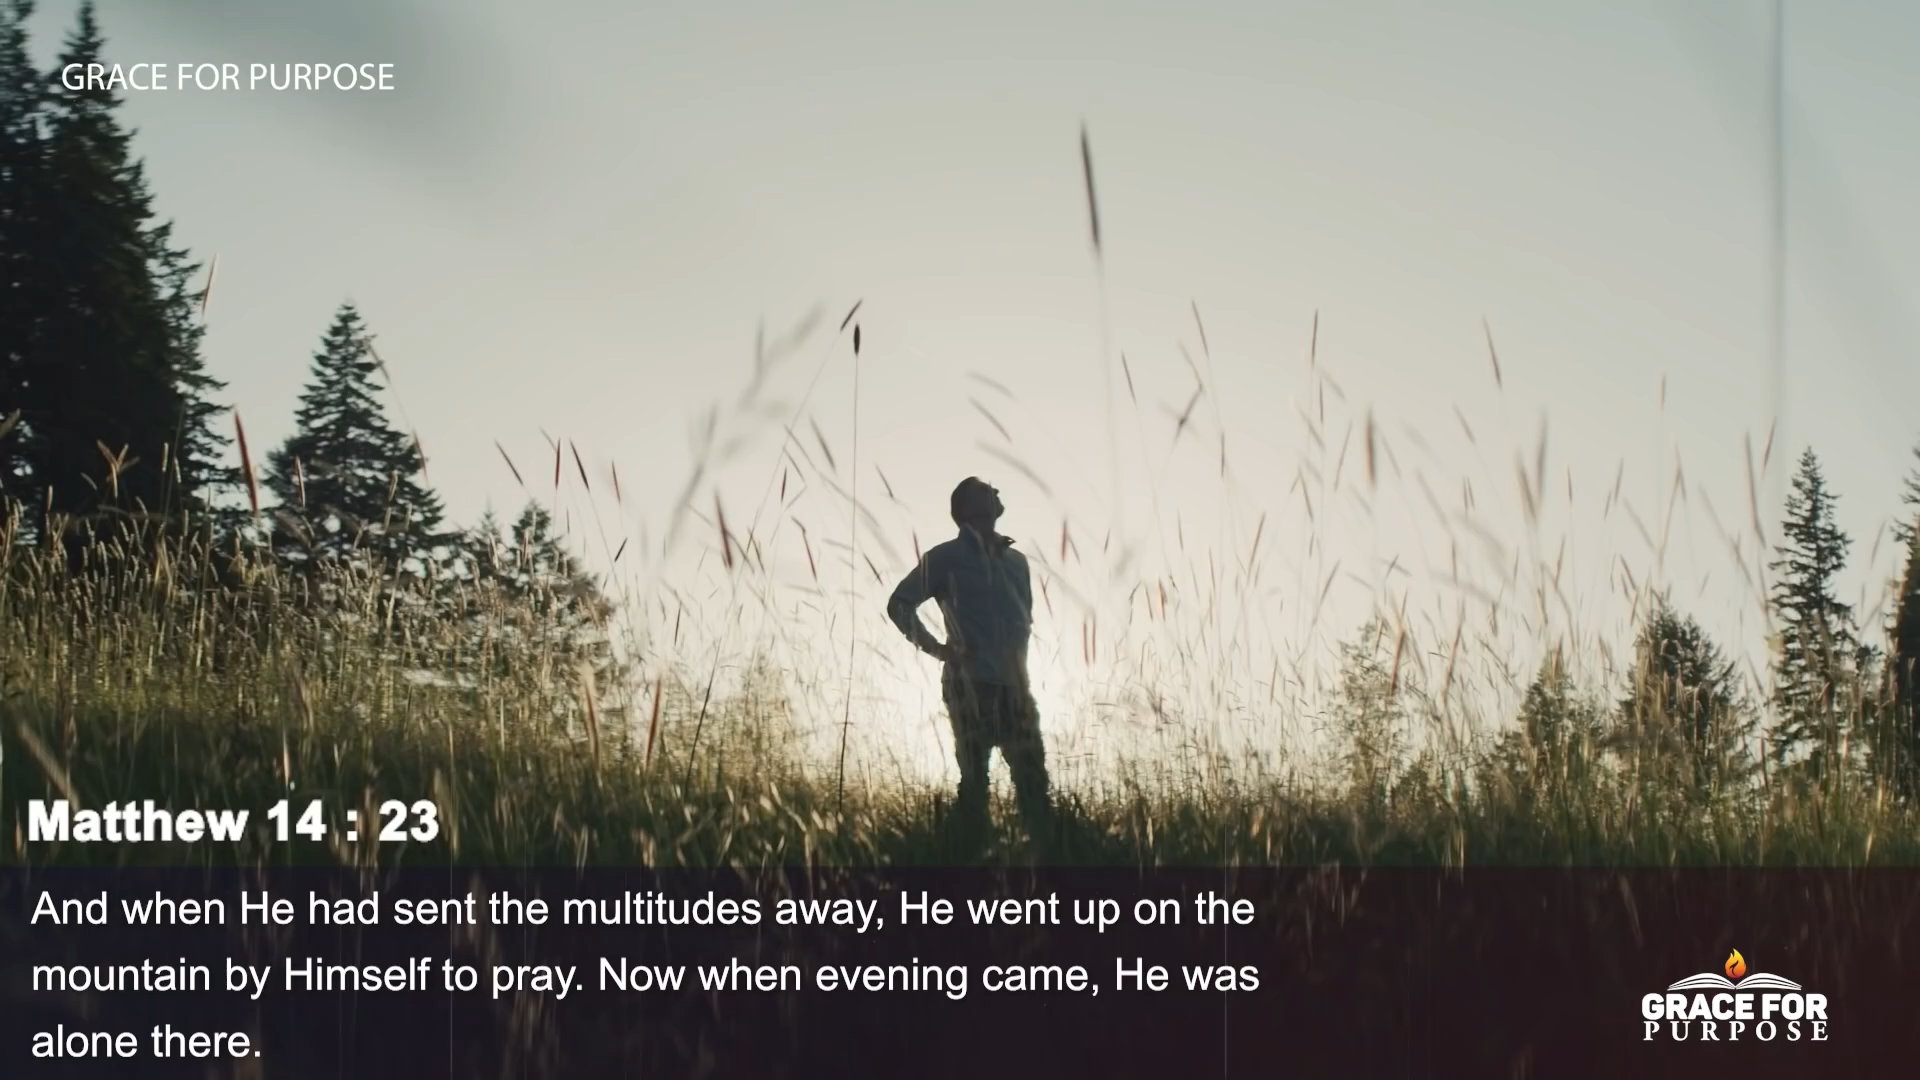 GRACE FOR PURPOSE
Matthew 14 : 23
And when He had sent the multitudes away, He went up on the
mountain by Himself to pray. Now when evening came, He was
alone there.
GRACE FOR
PURPOSE